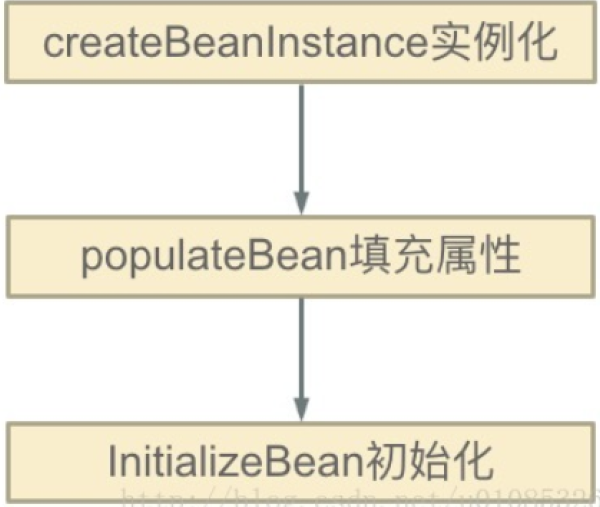 createBeanInstance实例化
populateBean填充属性
InitializeBean初始化